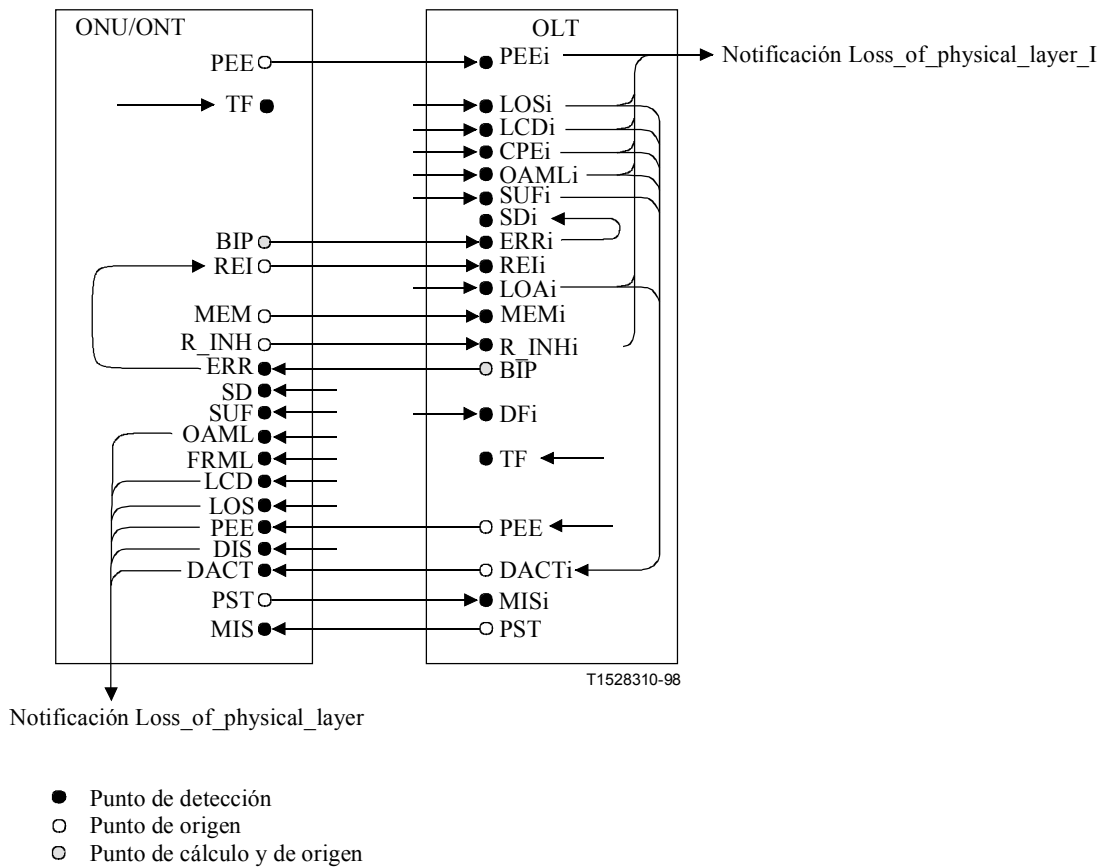 ONU/ONT
OLT
PEE
PEEi
Notificación Loss_of_physical_layer_I
TF
LOSi
LCDi
CPEi
OAMLi
SUFi
SDi
BIP
ERRi
REI
REIi
LOAi
MEM
MEMi
R_INH
R_INHi
ERR
BIP
SD
SUF
DFi
OAML
FRML
TF
LCD
LOS
PEE
PEE
DIS
DACT
DACTi
PST
MISi
MIS
PST
T1528310-98
Notificación Loss_of_physical_layer
Punto de detección
Punto de origen
Punto de cálculo y de origen